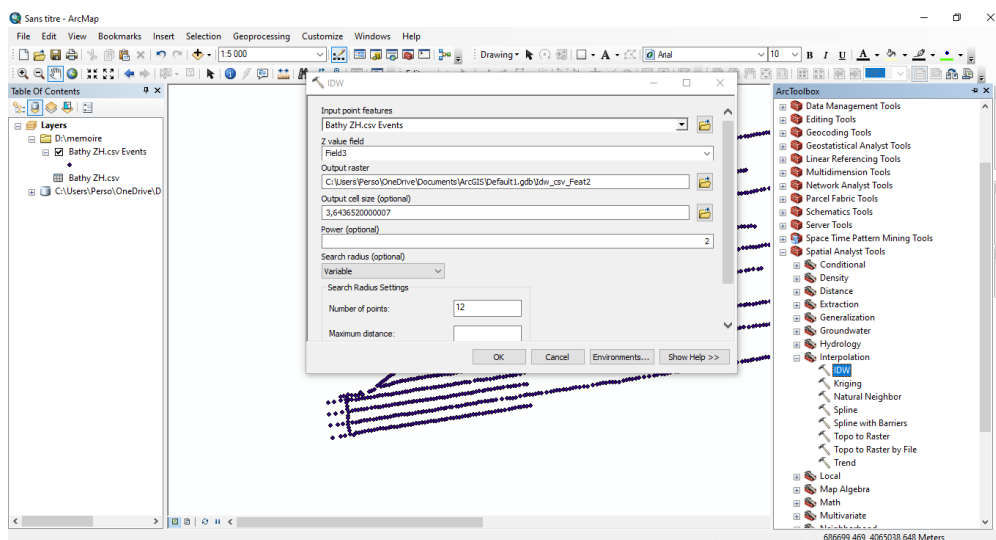 Sans titre - ArcMap
File Edit View Bookmarks Insert Selection Geoprocessing Customize Windows Help
1:5 000
Drawing
Arial
10
B I U A
Table Of Contents
Layers
D:\memoire
Bathy ZH.csv Events
Bathy ZH.csv
C:\Users\Perso\OneDrive\D
IDW
Input point features
Bathy ZH.csv Events
Z value field
Field3
Output raster
C:\Users\Perso\OneDrive\Documents\ArcGIS\Default1.gdb\Idw_csv_Feat2
Output cell size (optional)
3,6436520000007
Power (optional)
2
Search radius (optional)
Variable
Search Radius Settings
Number of points:
12
Maximum distance:
OK Cancel Environments... Show Help >>
ArcToolbox
Data Management Tools
Editing Tools
Geocoding Tools
Geostatistical Analyst Tools
Linear Referencing Tools
Multidimension Tools
Network Analyst Tools
Parcel Fabric Tools
Schematics Tools
Server Tools
Space Time Pattern Mining Tools
Spatial Analyst Tools
Conditional
Density
Distance
Extraction
Generalization
Groundwater
Hydrology
Interpolation
IDW
Kriging
Natural Neighbor
Spline
Spline with Barriers
Topo to Raster
Topo to Raster by File
Trend
Local
Map Algebra
Math
Multivariate
686699,469 4065038,648 Meters